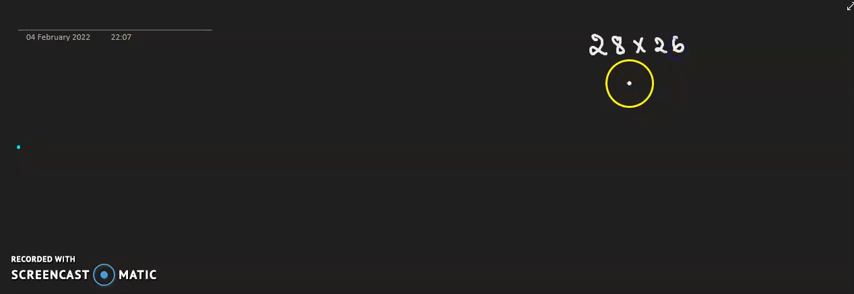 28 × 26
04 February 2022 22:07
RECORDED WITH
SCREENCAST MATIC